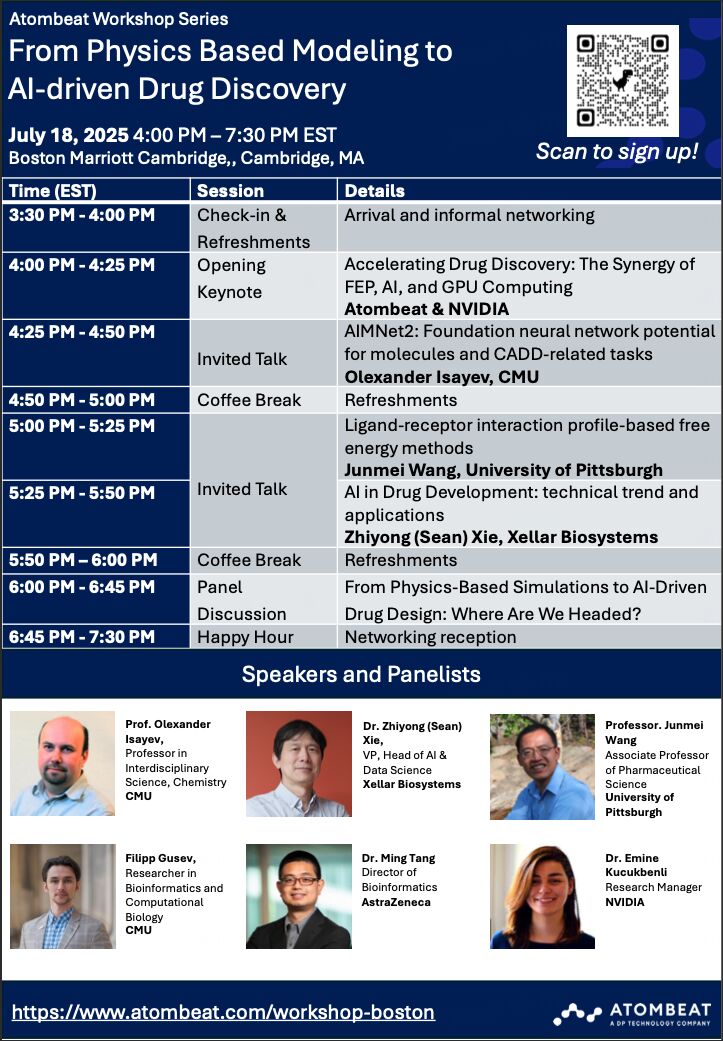 Atombeat Workshop Series
From Physics Based Modeling to
AI-driven Drug Discovery
July 18, 2025 4:00 PM – 7:30 PM EST
Boston Marriott Cambridge,, Cambridge, MA
Scan to sign up!
Time (EST) Session Details
3:30 PM - 4:00 PM Check-in & Arrival and informal networking
Refreshments
4:00 PM - 4:25 PM Opening Accelerating Drug Discovery: The Synergy of
Keynote FEP, AI, and GPU Computing
Atombeat & NVIDIA
4:25 PM - 4:50 PM AIMNet2: Foundation neural network potential
Invited Talk for molecules and CADD-related tasks
Olexander Isayev, CMU
4:50 PM - 5:00 PM Coffee Break Refreshments
5:00 PM - 5:25 PM Ligand-receptor interaction profile-based free
energy methods
Junmei Wang, University of Pittsburgh
Invited Talk
5:25 PM - 5:50 PM AI in Drug Development: technical trend and
applications
Zhiyong (Sean) Xie, Xellar Biosystems
5:50 PM – 6:00 PM Coffee Break Refreshments
6:00 PM - 6:45 PM Panel From Physics-Based Simulations to AI-Driven
Discussion Drug Design: Where Are We Headed?
6:45 PM - 7:30 PM Happy Hour Networking reception
Speakers and Panelists
Prof. Olexander
Isayev,
Professor in
Interdisciplinary
Science, Chemistry
CMU
Dr. Zhiyong (Sean)
Xie,
VP, Head of AI &
Data Science
Xellar Biosystems
Professor. Junmei
Wang
Associate Professor
of Pharmaceutical
Science
University of
Pittsburgh
Filipp Gusev,
Researcher in
Bioinformatics and
Computational
Biology
CMU
Dr. Ming Tang
Director of
Bioinformatics
AstraZeneca
Dr. Emine
Kucukbenli
Research Manager
NVIDIA
https://www.atombeat.com/workshop-boston
ATOMBEAT
A DP TECHNOLOGY COMPANY